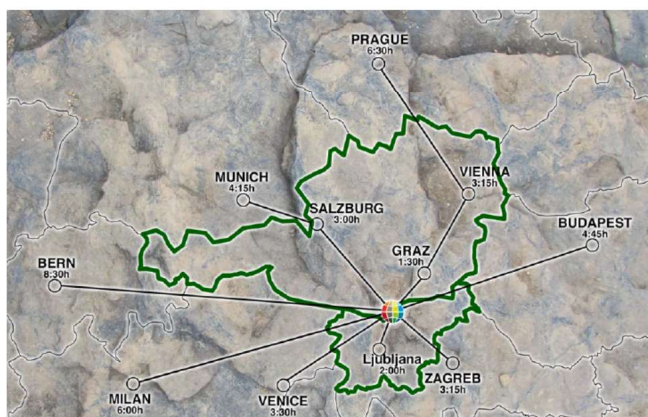 PRAGUE
6:30h
MUNICH
4:15h
VIENNA
3:15h
SALZBURG
3:00h
BUDAPEST
4:45h
GRAZ
1:30h
BERN
8:30h
Ljubljana
2:00h
ZAGREB
3:15h
MILAN
6:00h
VENICE
3:30h